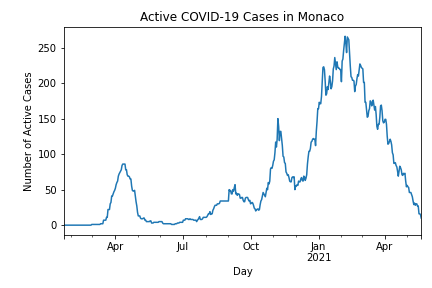 Active COVID-19 Cases in Monaco
Number of Active Cases
250
200
150
100
50
0
Apr Jul Oct Jan Apr
2021
Day